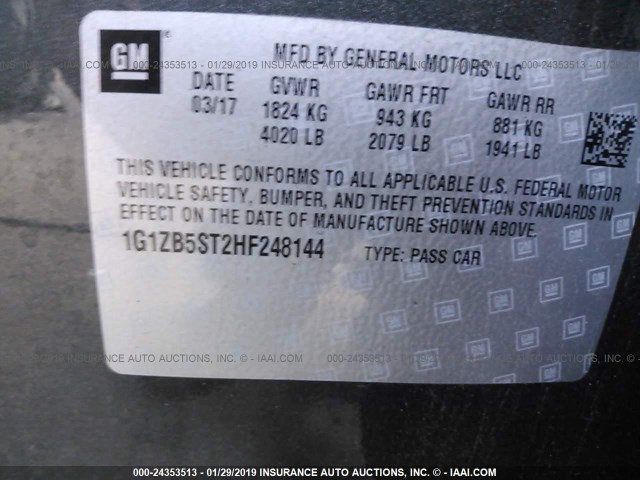 GM
MFD BY GENERAL MOTORS LLC
DATE GVWR GAWR FRT GAWR RR
03/17 1824 KG 943 KG 881 KG
4020 LB 2079 LB 1941 LB
THIS VEHICLE CONFORMS TO ALL APPLICABLE U.S. FEDERAL MOTOR
VEHICLE SAFETY, BUMPER, AND THEFT PREVENTION STANDARDS IN
EFFECT ON THE DATE OF MANUFACTURE SHOWN ABOVE.
1G1ZB5ST2HF248144 TYPE: PASS CAR
000-24353513 - 01/29/2019 INSURANCE AUTO AUCTIONS, INC. © - IAAI.COM